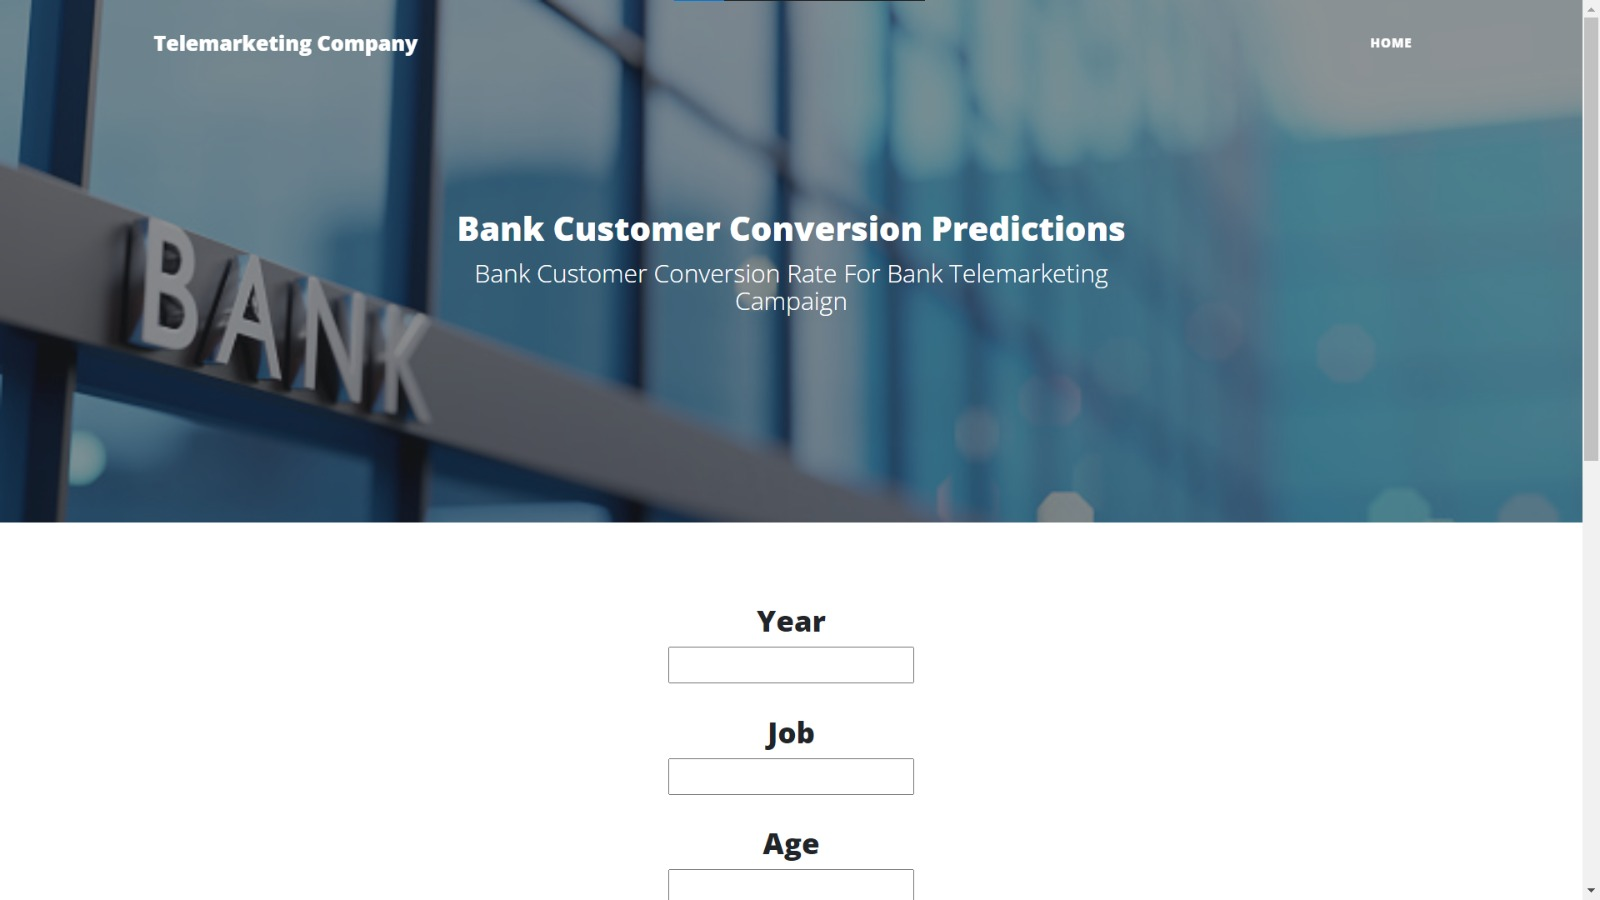 Telemarketing Company
HOME
Bank Customer Conversion Predictions
Bank Customer Conversion Rate For Bank Telemarketing
Campaign
BANK
Year
Job
Age